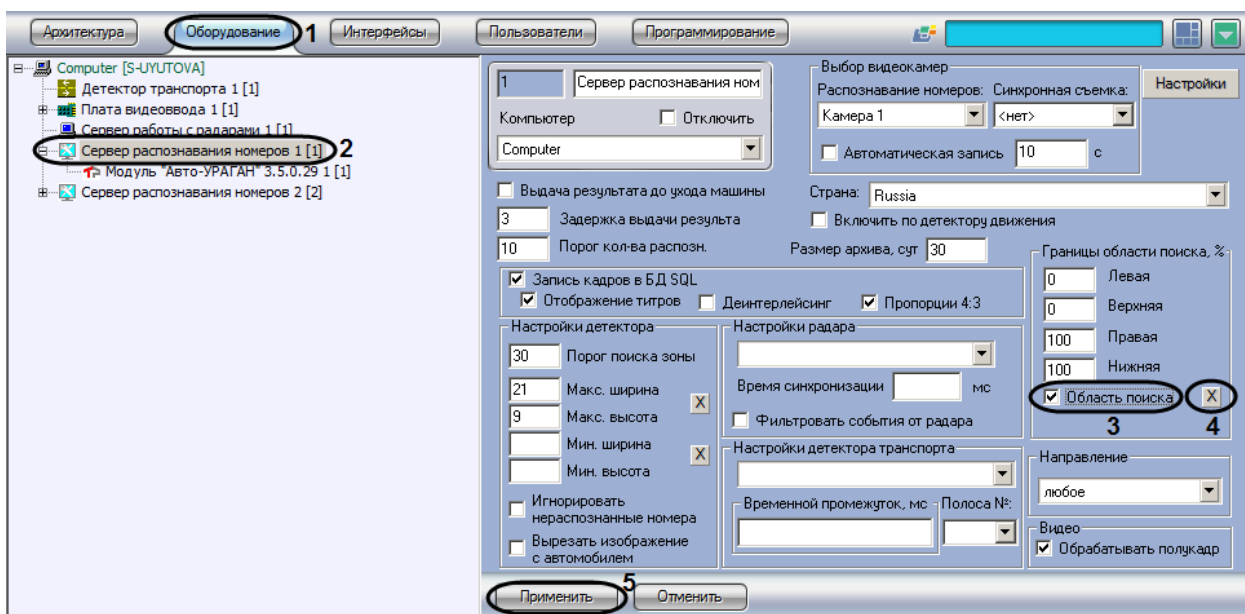 Архитектура Оборудование 1 Интерфейсы Пользователи Программирование
Computer [S-UYUTOVA]
Детектор транспорта 1 [1]
Плата видеоввода 1 [1]
Сервер работы с радарами 1 [1]
Сервер распознавания номеров 1 [1] 2
Модуль "Авто-УРАГАН" 3.5.0.29 1 [1]
Сервер распознавания номеров 2 [2]
1 Сервер распознавания ном
Компьютер Отключить
Computer
Выбор видеокамер
Распознавание номеров: Синхронная съемка:
Камера 1 <нет>
Автоматическая запись 10 с
Настройки
Выдача результата до ухода машины
3 Задержка выдачи результа
10 Порог кол-ва распозн.
Страна: Russia
Включить по детектору движения
Размер архива, сут 30
Запись кадров в БД SQL
Отображение титров Деинтерлейсинг Пропорции 4:3
Границы области поиска, %
0 Левая
0 Верхняя
100 Правая
100 Нижняя
Область поиска X
3 4
Настройки детектора
30 Порог поиска зоны
21 Макс. ширина
X
9 Макс. высота
Мин. ширина
X
Мин. высота
Игнорировать
нераспознанные номера
Вырезать изображение
с автомобилем
Настройки радара
Время синхронизации мс
Фильтровать события от радара
Настройки детектора транспорта
Временной промежуток, мс Полоса №:
Направление
любое
Видео
Обрабатывать полукадр
Применить 5 Отменить